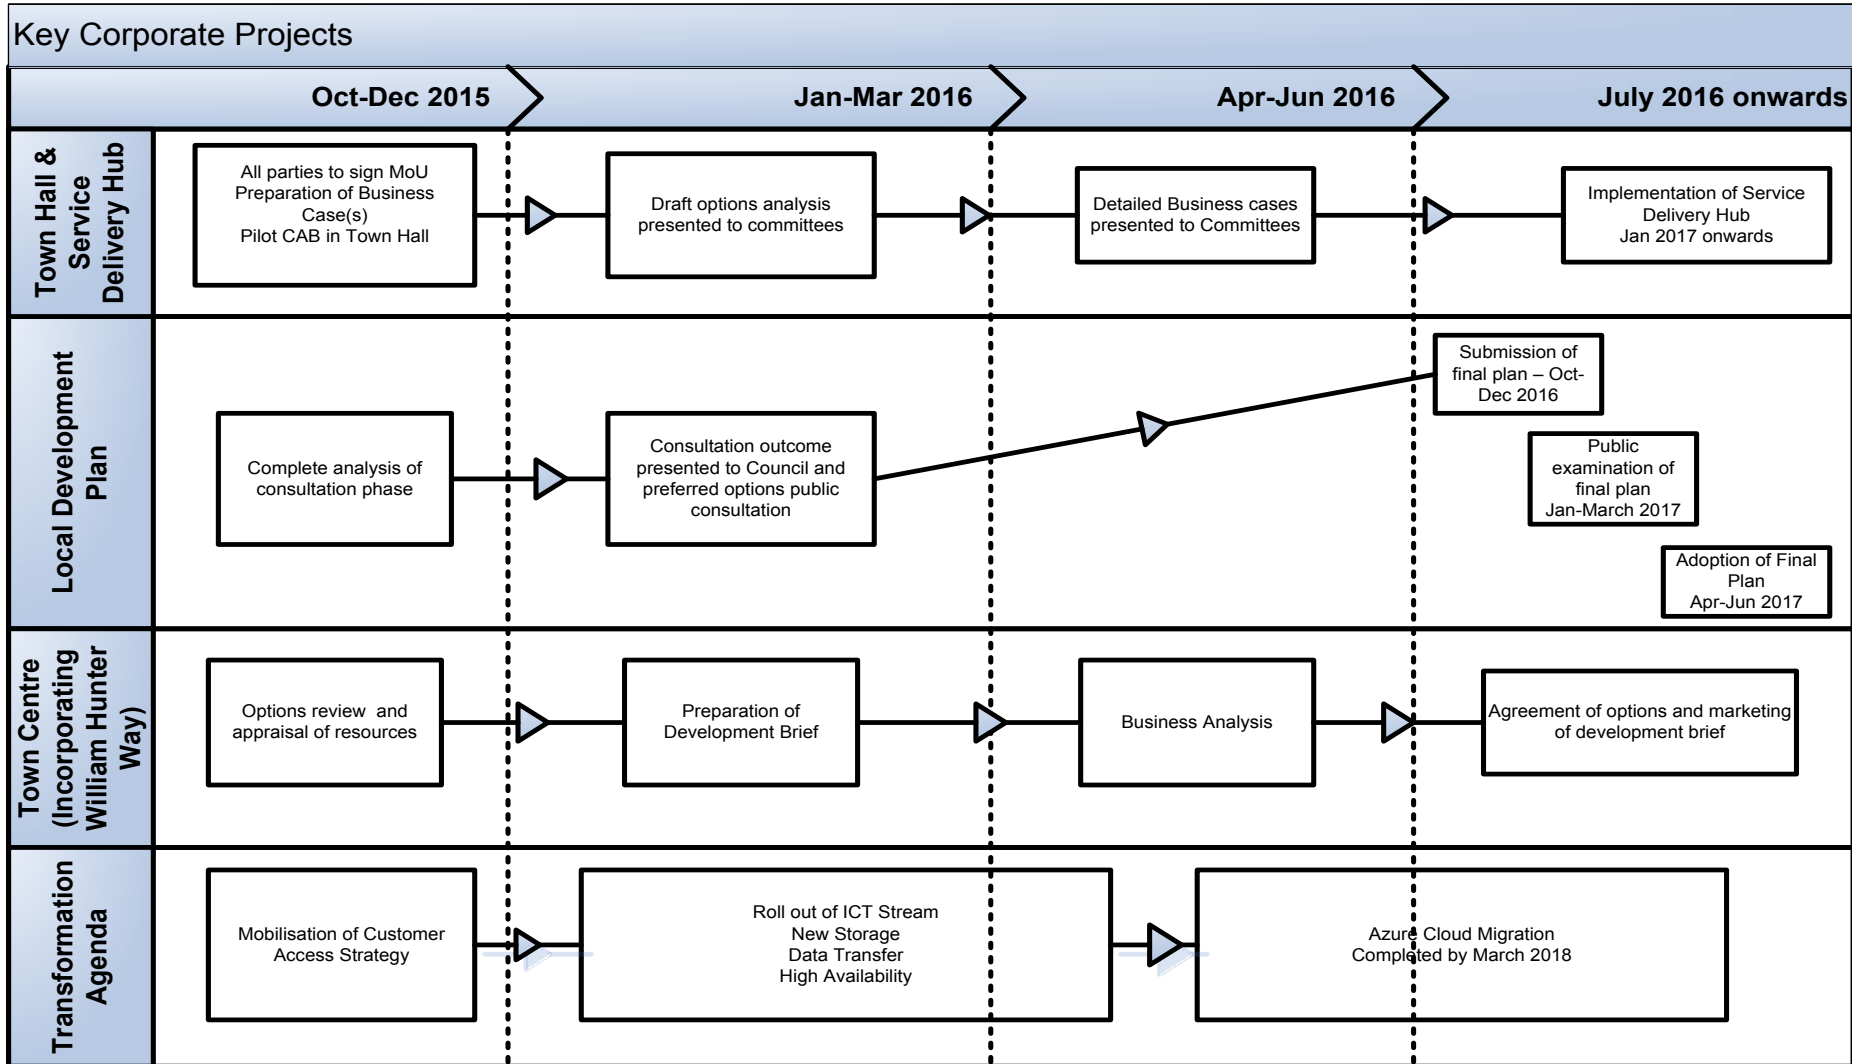 Key Corporate Projects
Oct-Dec 2015
Jan-Mar 2016
Apr-Jun 2016
July 2016 onwards
Town Hall &
Service
Delivery Hub
All parties to sign MoU
Preparation of Business
Case(s)
Pilot CAB in Town Hall
Draft options analysis
presented to committees
Detailed Business cases
presented to Committees
Implementation of Service
Delivery Hub
Jan 2017 onwards
Local Development
Plan
Complete analysis of
consultation phase
Consultation outcome
presented to Council and
preferred options public
consultation
Submission of
final plan – Oct-
Dec 2016
Public
examination of
final plan
Jan-March 2017
Adoption of Final
Plan
Apr-Jun 2017
Town Centre
(Incorporating
William Hunter
Way)
Options review and
appraisal of resources
Preparation of
Development Brief
Business Analysis
Agreement of options and marketing
of development brief
Transformation
Agenda
Mobilisation of Customer
Access Strategy
Roll out of ICT Stream
New Storage
Data Transfer
High Availability
Azure Cloud Migration
Completed by March 2018